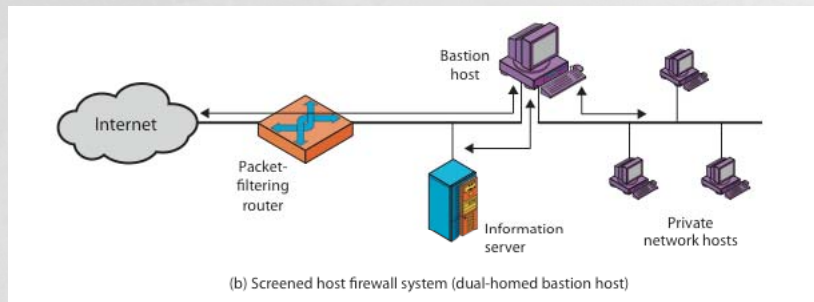 Bastion
host
Internet
Packet-
filtering
router
Information
server
Private
network hosts
(b) Screened host firewall system (dual-homed bastion host)